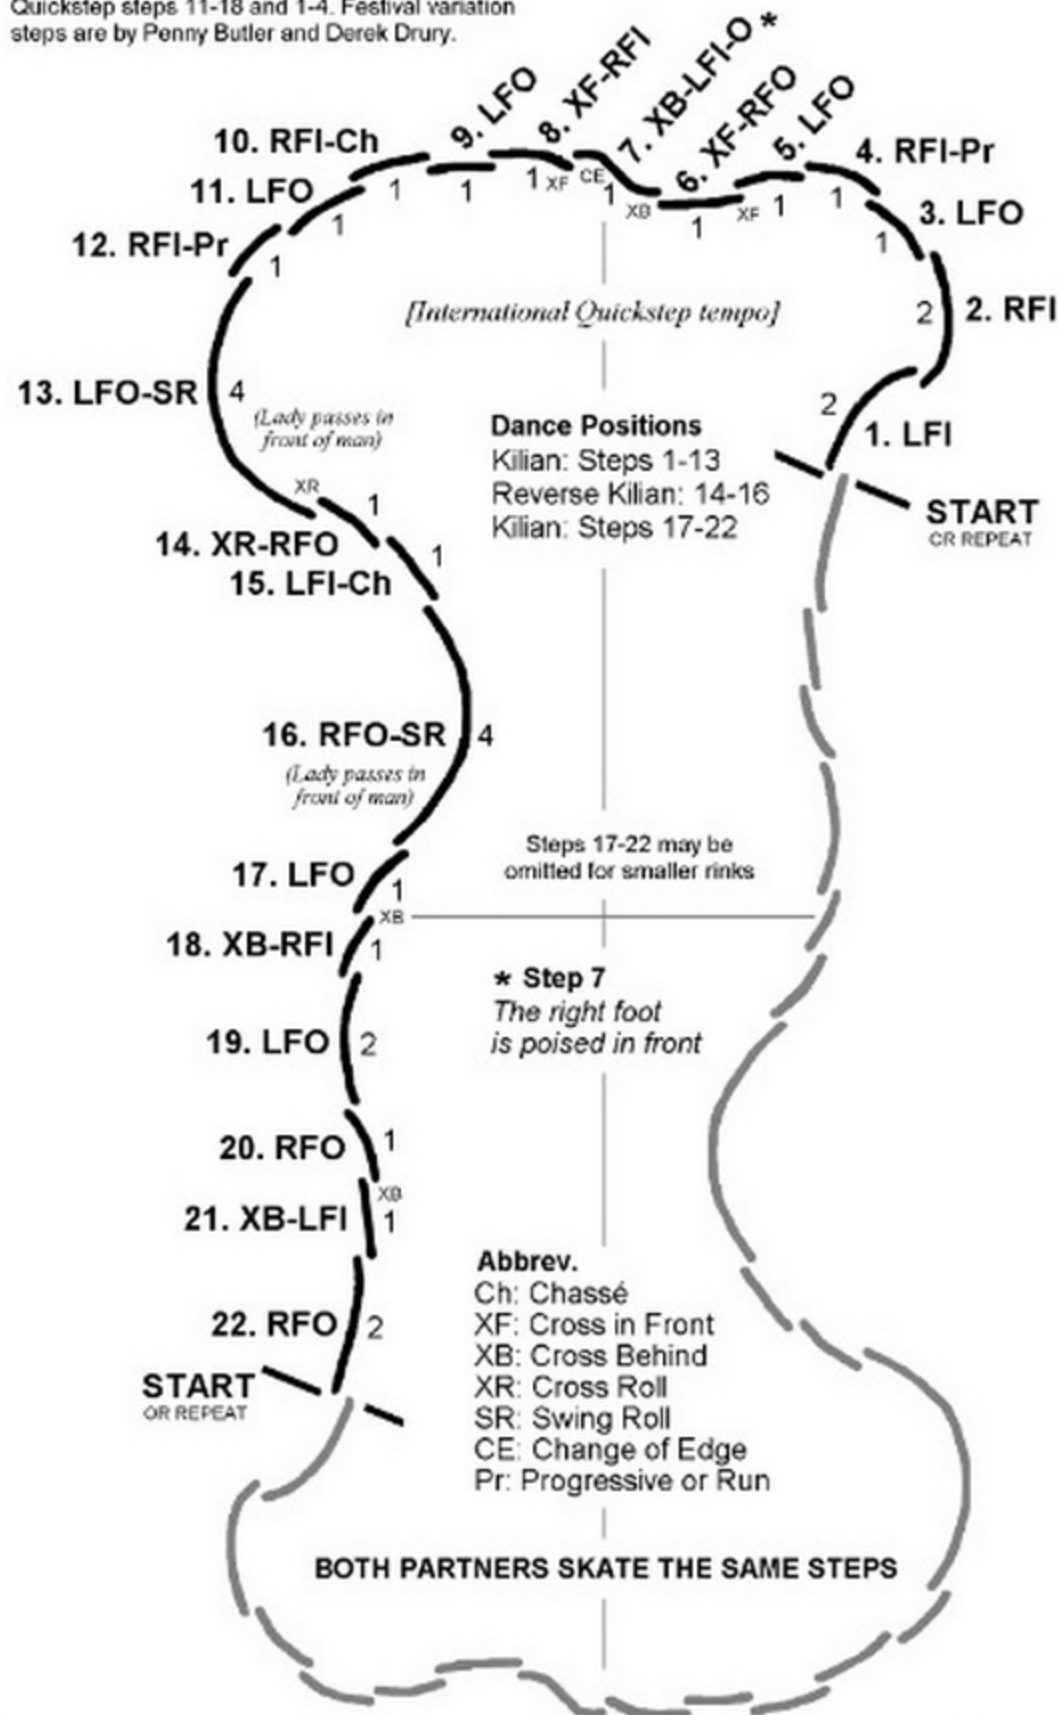 Quickstep steps 11-18 and 1-4. Festival variation
steps are by Penny Butler and Derek Drury.
10. RFI-Ch
9. LFO
8. XF-RFI
7. XB-LFI-O *
6. XF-RFO
5. LFO
4. RFI-Pr
11. LFO
3. LFO
12. RFI-Pr
2. RFI
1
1
1
1
1
XF
CE
1
XB
1
XF
1
1
1
2
[International Quickstep tempo]
13. LFO-SR
4
(Lady passes in
front of man)
2
1. LFI
Dance Positions
Kilian: Steps 1-13
Reverse Kilian: 14-16
Kilian: Steps 17-22
START
OR REPEAT
XR
1
14. XR-RFO
1
15. LFI-Ch
16. RFO-SR
4
(Lady passes in
front of man)
Steps 17-22 may be
omitted for smaller rinks
17. LFO
1
XB
18. XB-RFI
1
* Step 7
The right foot
is poised in front
19. LFO
2
20. RFO
1
XB
21. XB-LFI
1
22. RFO
2
START
OR REPEAT
Abbrev.
Ch: Chassé
XF: Cross in Front
XB: Cross Behind
XR: Cross Roll
SR: Swing Roll
CE: Change of Edge
Pr: Progressive or Run
BOTH PARTNERS SKATE THE SAME STEPS